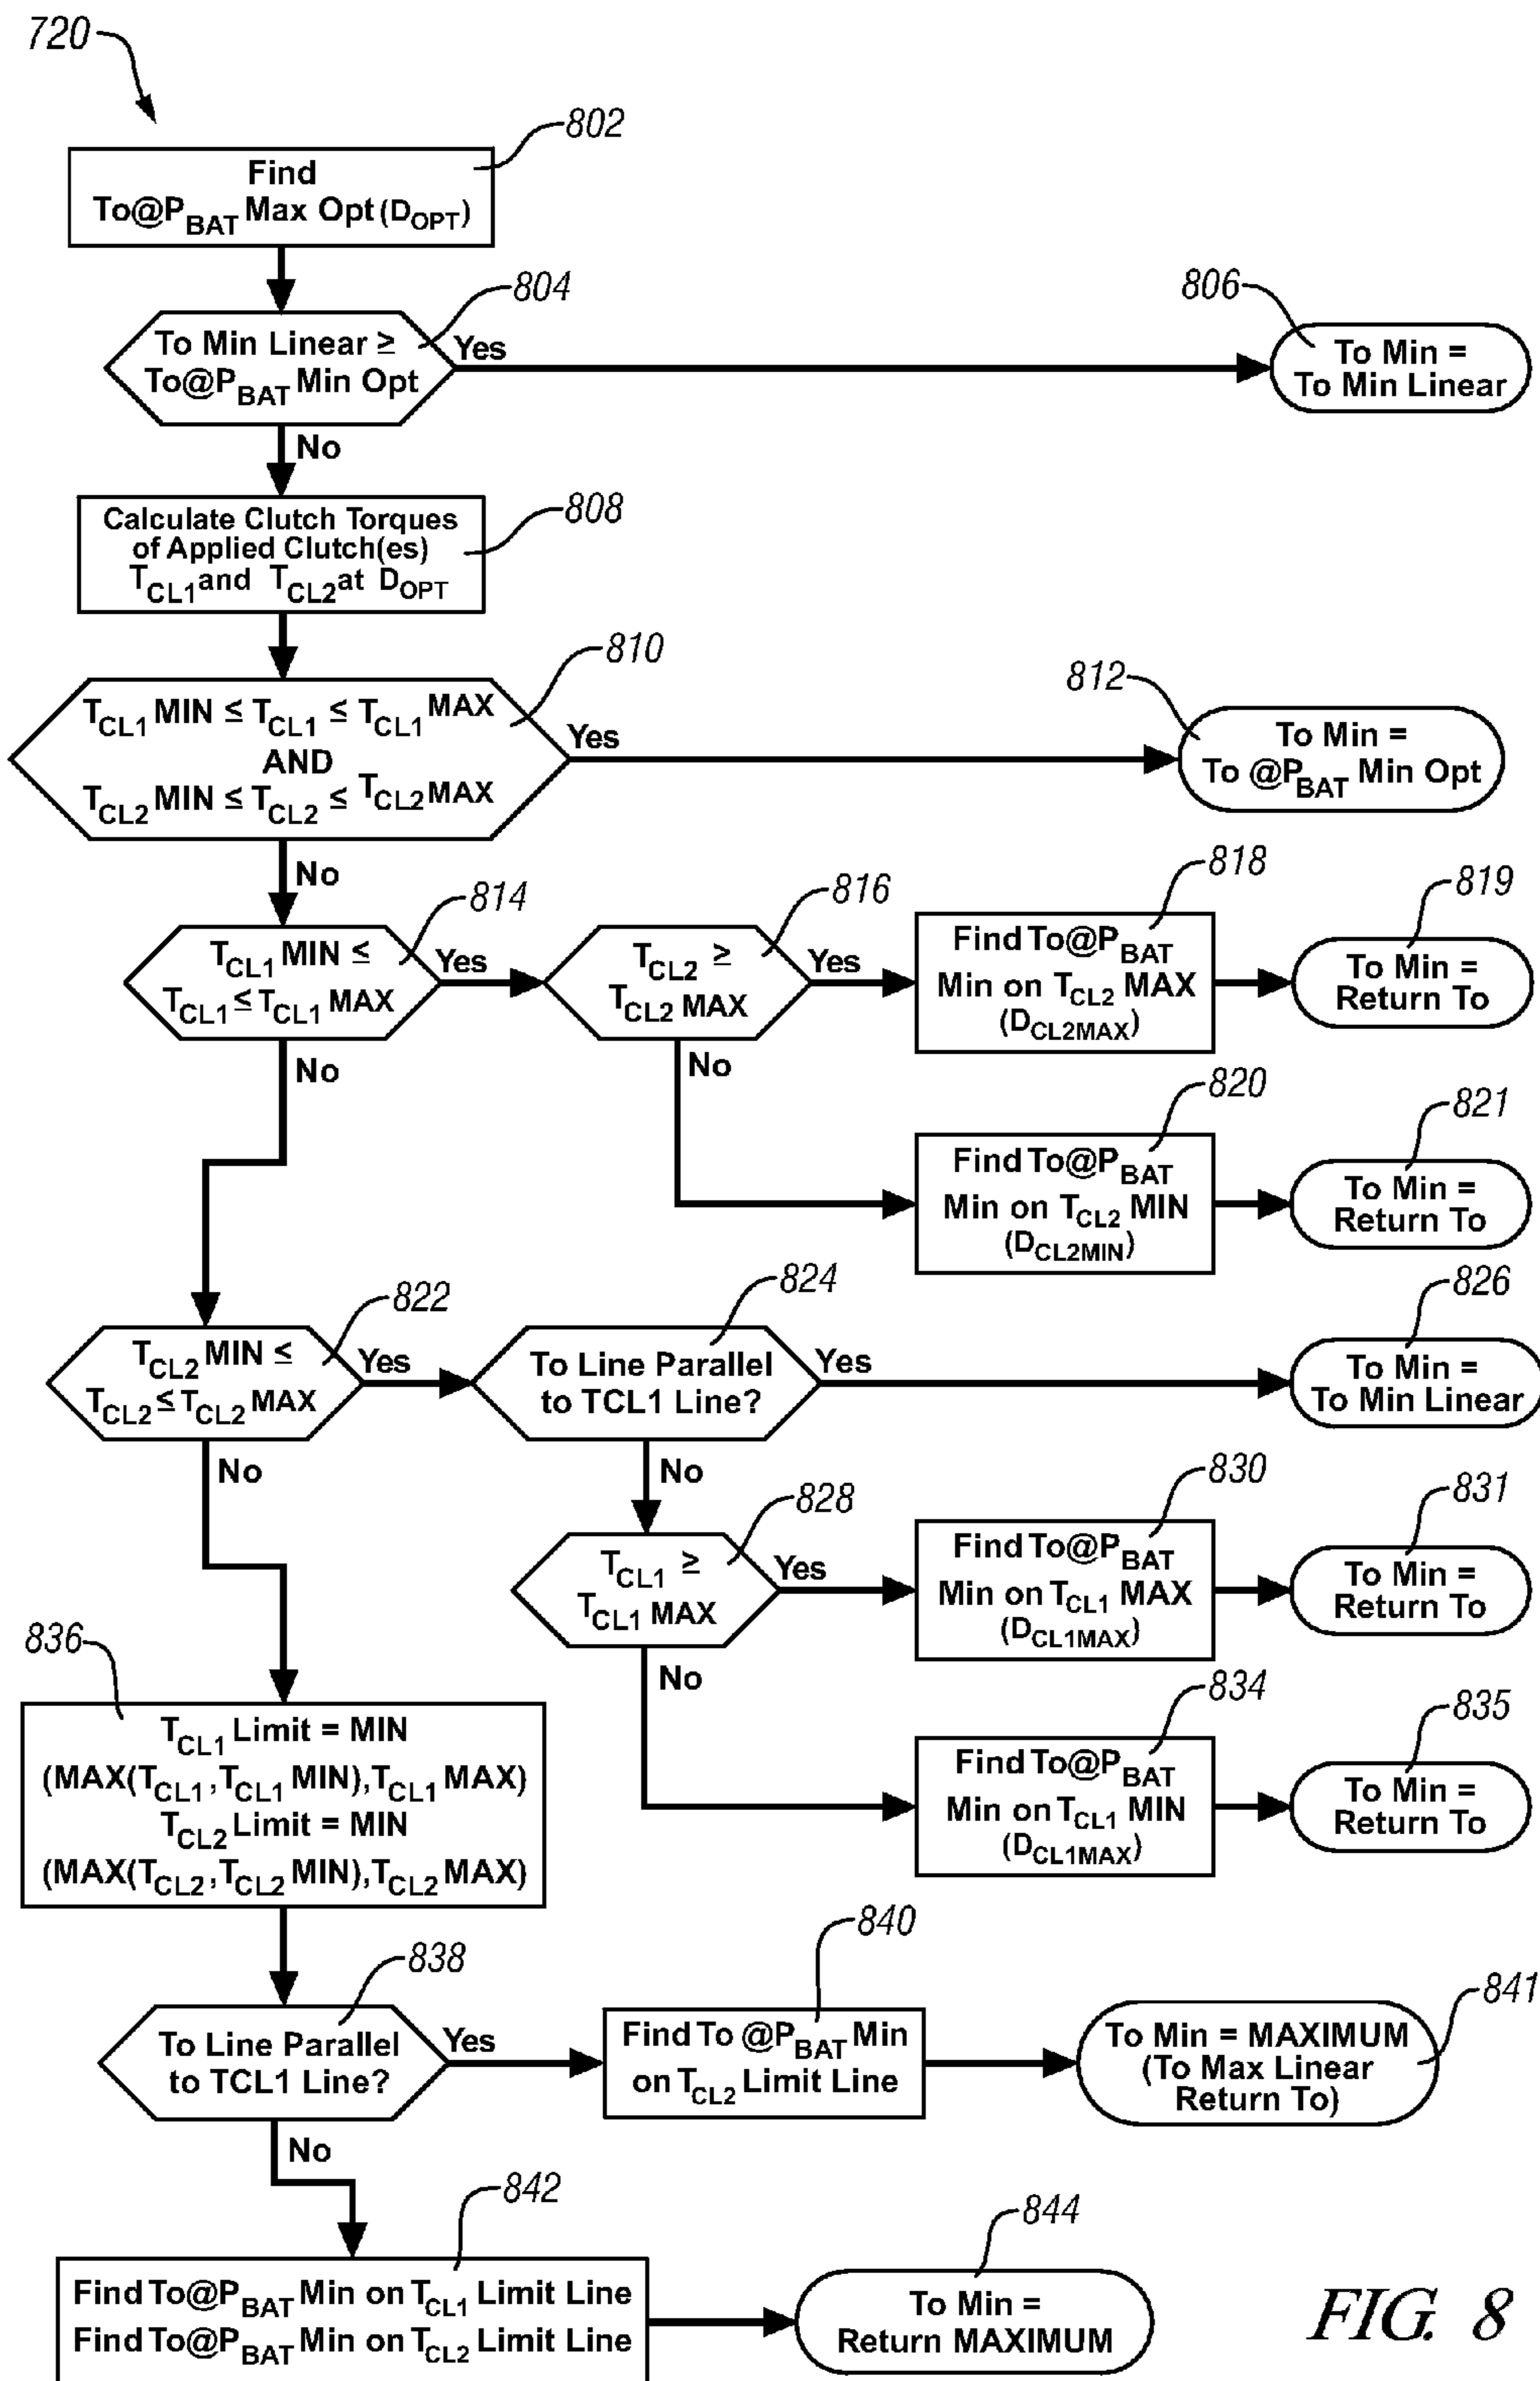 720
802
Find
To@PBAT Max Opt (DOPT)
804
To Min Linear ≥
To@PBAT Min Opt
Yes
806
To Min =
To Min Linear
No
Calculate Clutch Torques
of Applied Clutch(es)
TCL1 and TCL2 at DOPT
808
810
TCL1 MIN ≤ TCL1 ≤ TCL1 MAX
AND
TCL2 MIN ≤ TCL2 ≤ TCL2 MAX
Yes
812
To Min =
To @PBAT Min Opt
No
814
TCL1 MIN ≤
TCL1 ≤ TCL1 MAX
Yes
816
TCL2 ≥
TCL2 MAX
Yes
818
Find To@PBAT
Min on TCL2 MAX
(DCL2MAX)
819
To Min =
Return To
No
No
820
Find To@PBAT
Min on TCL2 MIN
(DCL2MIN)
821
To Min =
Return To
822
TCL2 MIN ≤
TCL2 ≤ TCL2 MAX
Yes
824
To Line Parallel
to TCL1 Line?
Yes
826
To Min =
To Min Linear
No
No
828
TCL1 ≥
TCL1 MAX
Yes
830
Find To@PBAT
Min on TCL1 MAX
(DCL1MAX)
831
To Min =
Return To
No
834
Find To@PBAT
Min on TCL1 MIN
(DCL1MAX)
835
To Min =
Return To
836
TCL1 Limit = MIN
(MAX(TCL1,TCL1 MIN),TCL1 MAX)
TCL2 Limit = MIN
(MAX(TCL2,TCL2 MIN),TCL2 MAX)
838
To Line Parallel
to TCL1 Line?
Yes
840
Find To @PBAT Min
on TCL2 Limit Line
841
To Min = MAXIMUM
(To Max Linear
Return To)
No
842
Find To@PBAT Min on TCL1 Limit Line
Find To@PBAT Min on TCL2 Limit Line
844
To Min =
Return MAXIMUM
FIG. 8